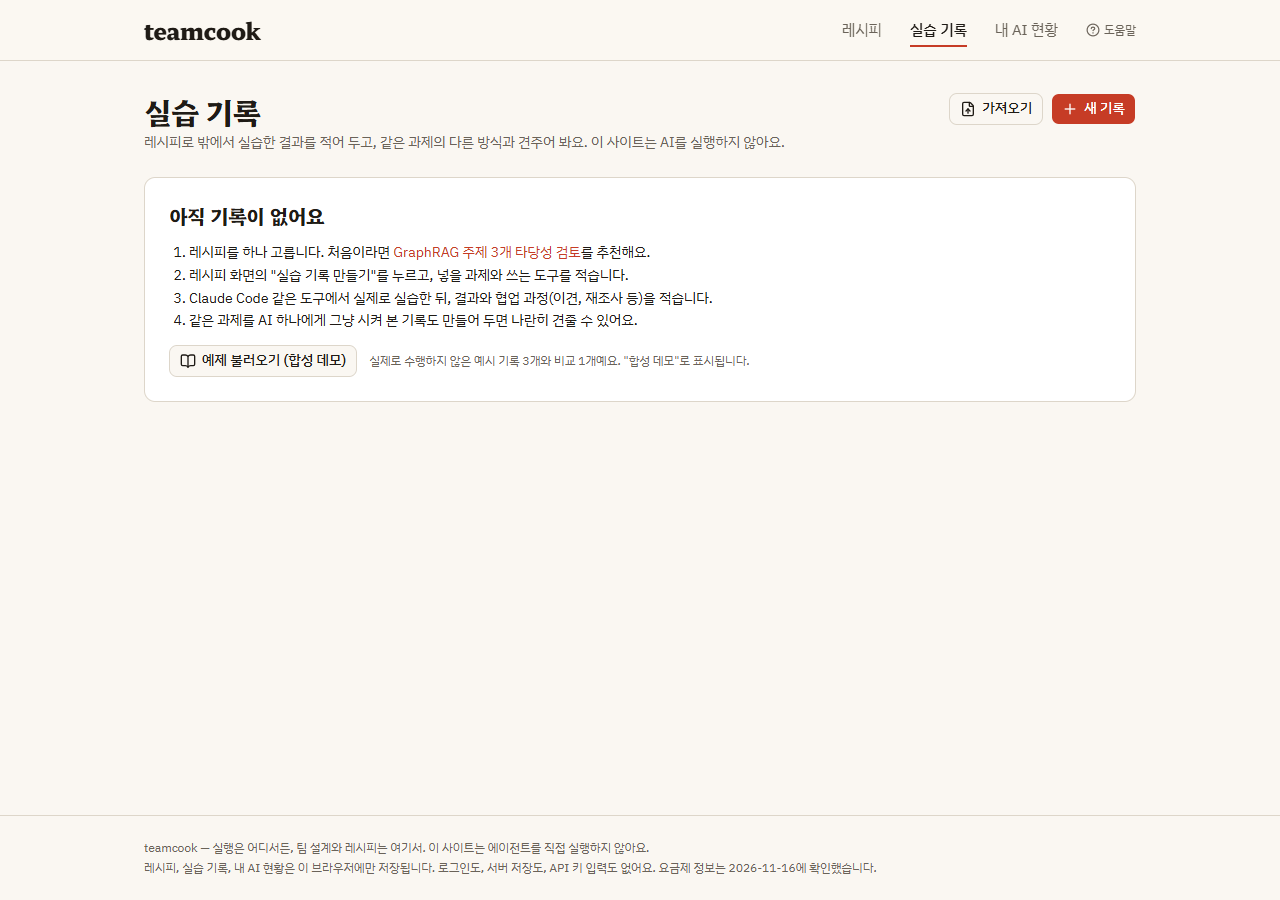 teamcook
레시피
실습 기록
내 AI 현황
도움말
실습 기록
가져오기
새 기록
레시피로 밖에서 실습한 결과를 적어 두고, 같은 과제의 다른 방식과 견주어 봐요. 이 사이트는 AI를 실행하지 않아요.
아직 기록이 없어요
1. 레시피를 하나 고릅니다. 처음이라면 GraphRAG 주제 3개 타당성 검토를 추천해요.
2. 레시피 화면의 "실습 기록 만들기"를 누르고, 넣을 과제와 쓰는 도구를 적습니다.
3. Claude Code 같은 도구에서 실제로 실습한 뒤, 결과와 협업 과정(이견, 재조사 등)을 적습니다.
4. 같은 과제를 AI 하나에게 그냥 시켜 본 기록도 만들어 두면 나란히 견줄 수 있어요.
예제 불러오기 (합성 데모)
실제로 수행하지 않은 예시 기록 3개와 비교 1개예요. "합성 데모"로 표시됩니다.
teamcook — 실행은 어디서든, 팀 설계와 레시피는 여기서. 이 사이트는 에이전트를 직접 실행하지 않아요.
레시피, 실습 기록, 내 AI 현황은 이 브라우저에만 저장됩니다. 로그인도, 서버 저장도, API 키 입력도 없어요. 요금제 정보는 2026-11-16에 확인했습니다.